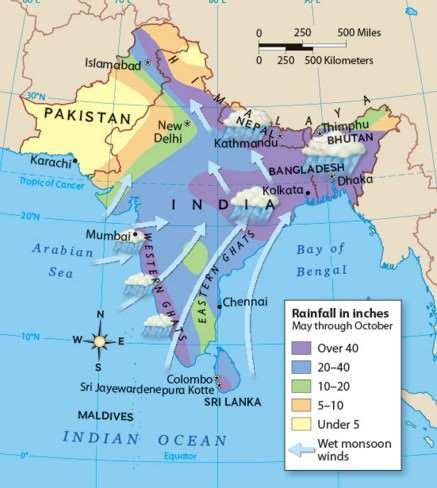 60°E
80°E
90°E
0 250 500 Miles
0 250 500 Kilometers
Islamabad
HIMALAYA
30°N
PAKISTAN
New
Delhi
NEPAL
Kathmandu
Thimphu
BHUTAN
Karachi
BANGLADESH
Dhaka
Kolkata
Tropic of Cancer
INDIA
20°N
Mumbai
Arabian
Sea
WESTERN GHATS
EASTERN GHATS
Bay of
Bengal
Chennai
N
W E
S
10°N
Colombo
Sri Jayewardenepura Kotte
SRI LANKA
MALDIVES
INDIAN OCEAN
0°
Equator
Rainfall in inches
May through October
Over 40
20–40
10–20
5–10
Under 5
Wet monsoon
winds